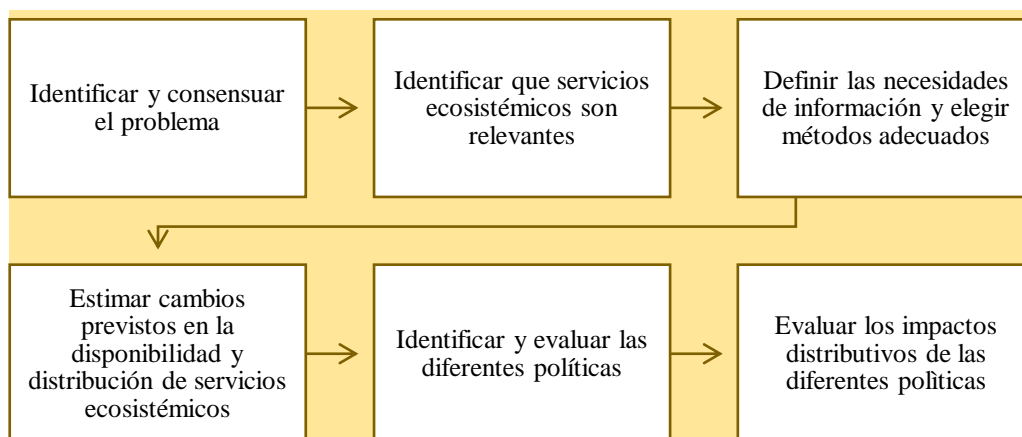 Identificar y consensuar
el problema
Identificar que servicios
ecosistémicos son
relevantes
Definir las necesidades
de información y elegir
métodos adecuados
Estimar cambios
previstos en la
disponibilidad y
distribución de servicios
ecosistémicos
Identificar y evaluar las
diferentes políticas
Evaluar los impactos
distributivos de las
diferentes polìticas